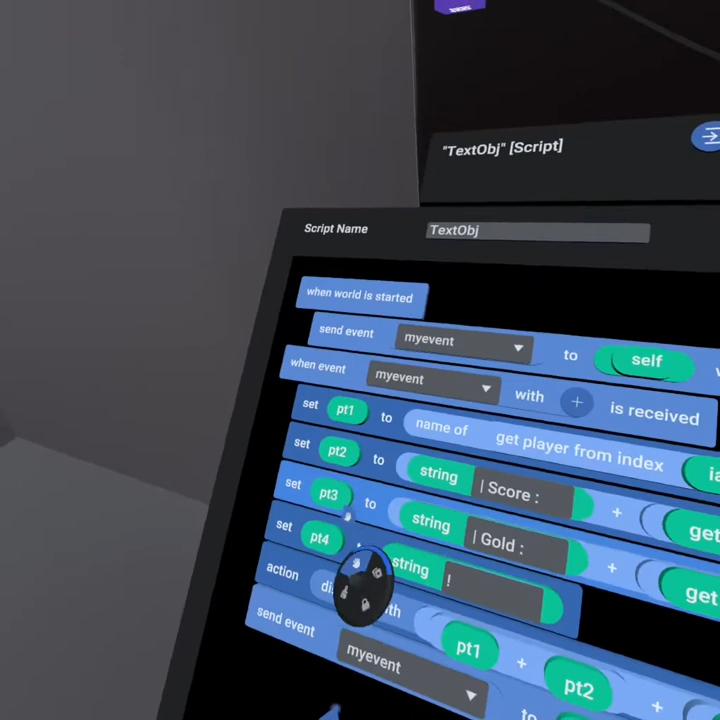 "TextObj" [Script]
Script Name TextObj
when world is started
send event myevent to self
when event myevent with + is received
set pt1 to name of get player from index
set pt2 to string | Score : + get
set pt3 to string | Gold : + get
set pt4 string !
action with pt1 + pt2 +
send event myevent to